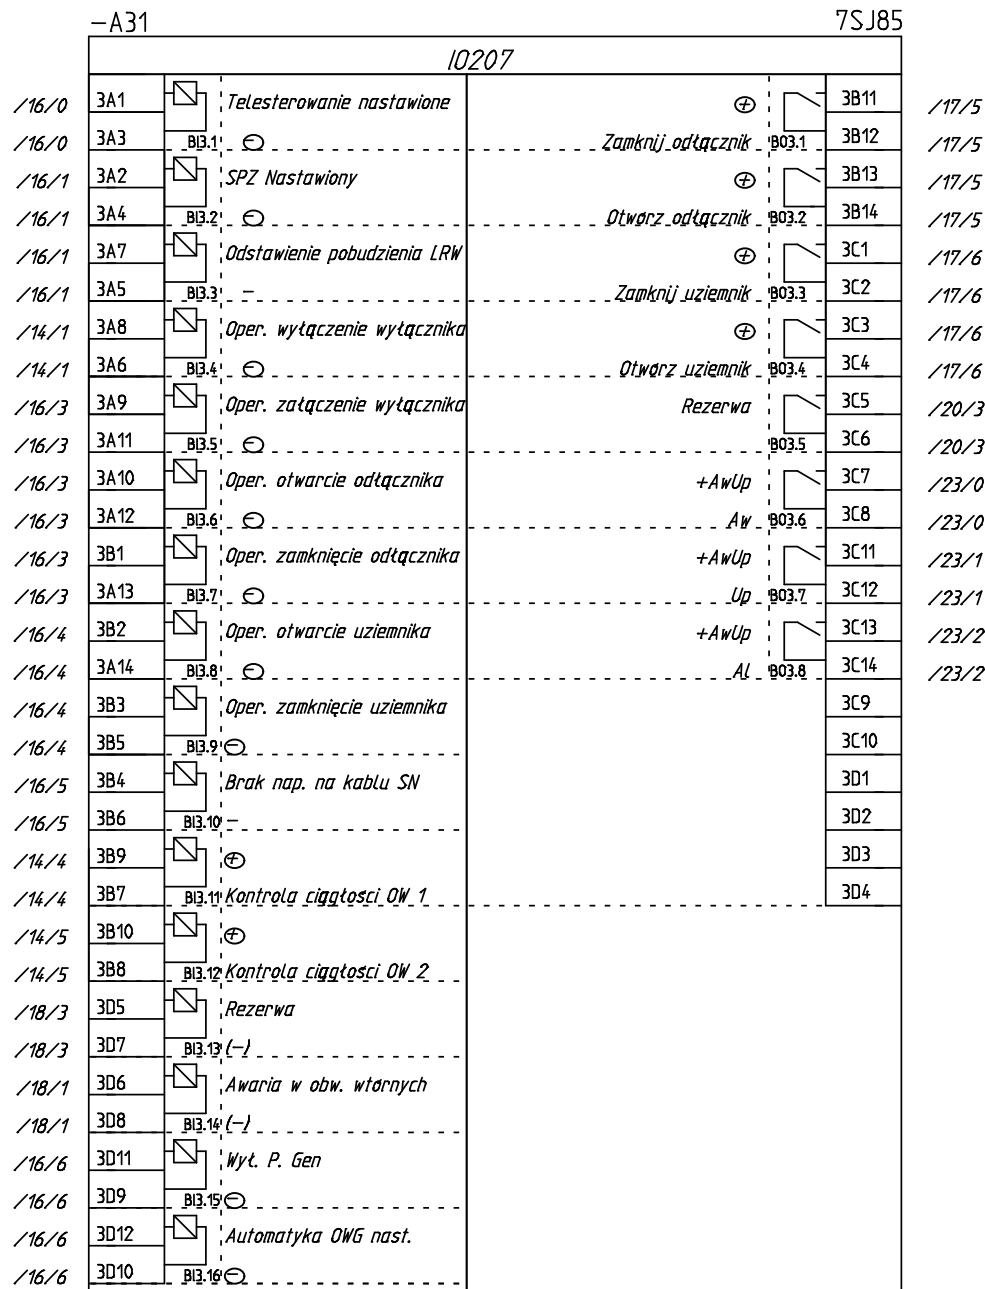 -A31 7SJ85
IO207
/16/0 3A1 Telesterowanie nastawione ⊕ 3B11 /17/5
/16/0 3A3 BI3.1 ⊖ Zamknij odłącznik BO3.1 3B12 /17/5
/16/1 3A2 SPZ Nastawiony ⊕ 3B13 /17/5
/16/1 3A4 BI3.2 ⊖ Otwórz odłącznik BO3.2 3B14 /17/5
/16/1 3A7 Odstawienie pobudzienia LRW ⊕ 3C1 /17/6
/16/1 3A5 BI3.3 - Zamknij uziemnik BO3.3 3C2 /17/6
/14/1 3A8 Oper. wyłączenie wyłącznika ⊕ 3C3 /17/6
/14/1 3A6 BI3.4 ⊖ Otwórz uziemnik BO3.4 3C4 /17/6
/16/3 3A9 Oper. załączenie wyłącznika Rezerwa 3C5 /20/3
/16/3 3A11 BI3.5 ⊖ BO3.5 3C6 /20/3
/16/3 3A10 Oper. otwarcie odłącznika +AwUp 3C7 /23/0
/16/3 3A12 BI3.6 ⊖ Aw BO3.6 3C8 /23/0
/16/3 3B1 Oper. zamknięcie odłącznika +AwUp 3C11 /23/1
/16/3 3A13 BI3.7 ⊖ Up BO3.7 3C12 /23/1
/16/4 3B2 Oper. otwarcie uziemnika +AwUp 3C13 /23/2
/16/4 3A14 BI3.8 ⊖ Al BO3.8 3C14 /23/2
/16/4 3B3 Oper. zamknięcie uziemnika 3C9
/16/4 3B5 BI3.9 ⊖ 3C10
/16/5 3B4 Brak nap. na kablu SN 3D1
/16/5 3B6 BI3.10 - 3D2
/14/4 3B9 ⊕ 3D3
/14/4 3B7 BI3.11 Kontrola ciągłości OW 1 3D4
/14/5 3B10 ⊕
/14/5 3B8 BI3.12 Kontrola ciągłości OW 2
/18/3 3D5 Rezerwa
/18/3 3D7 BI3.13 (-)
/18/1 3D6 Awaria w obw. wtórnych
/18/1 3D8 BI3.14 (-)
/16/6 3D11 Wył. P. Gen
/16/6 3D9 BI3.15 ⊖
/16/6 3D12 Automatyka OWG nast.
/16/6 3D10 BI3.16 ⊖